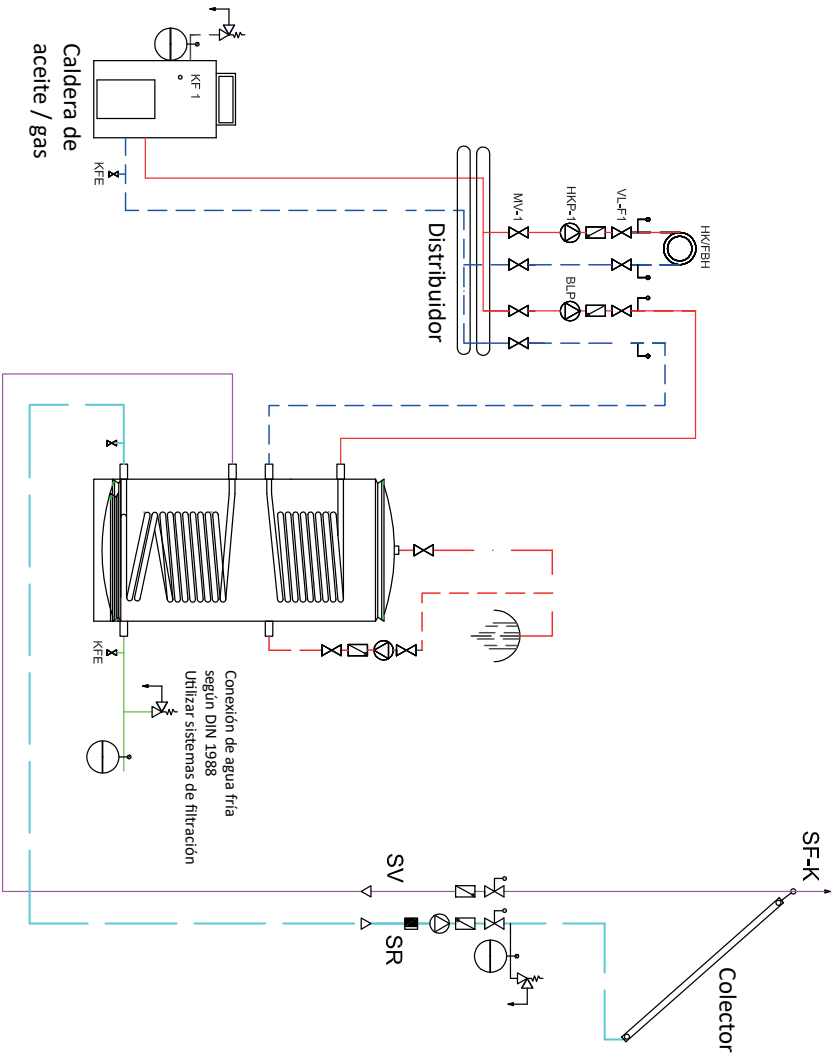 Caldera de
aceite / gas
KF 1
KFE
Distribuidor
MV-1
HKP-1
VL-F1
HK/FBH
BLP
KFE
Conexión de agua fría
según DIN 1988
Utilizar sistemas de filtración
SV
SR
SF-K
Colector